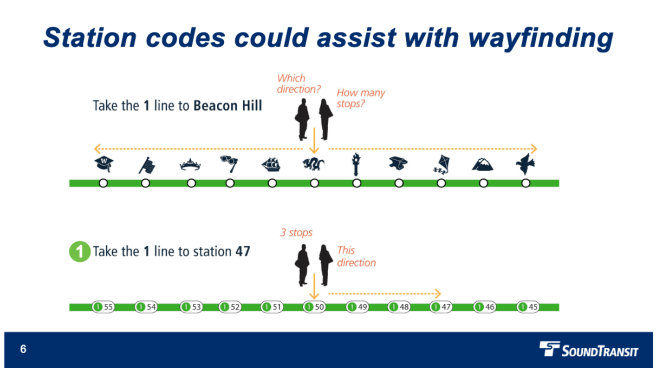 Station codes could assist with wayfinding
Which
direction?
How many
stops?
Take the 1 line to Beacon Hill
W
3 stops
This
direction
1 Take the 1 line to station 47
1 55 1 54 1 53 1 52 1 51 1 50 1 49 1 48 1 47 1 46 1 45
6
SOUNDTRANSIT